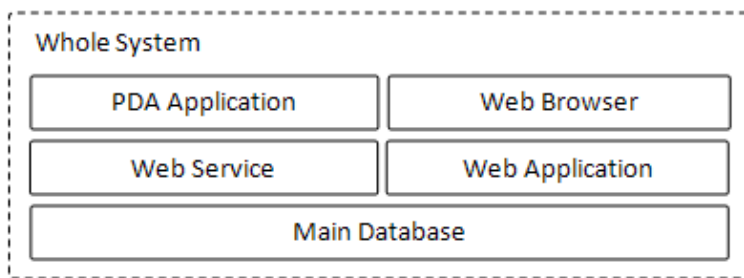 Whole System
PDA Application
Web Browser
Web Service
Web Application
Main Database